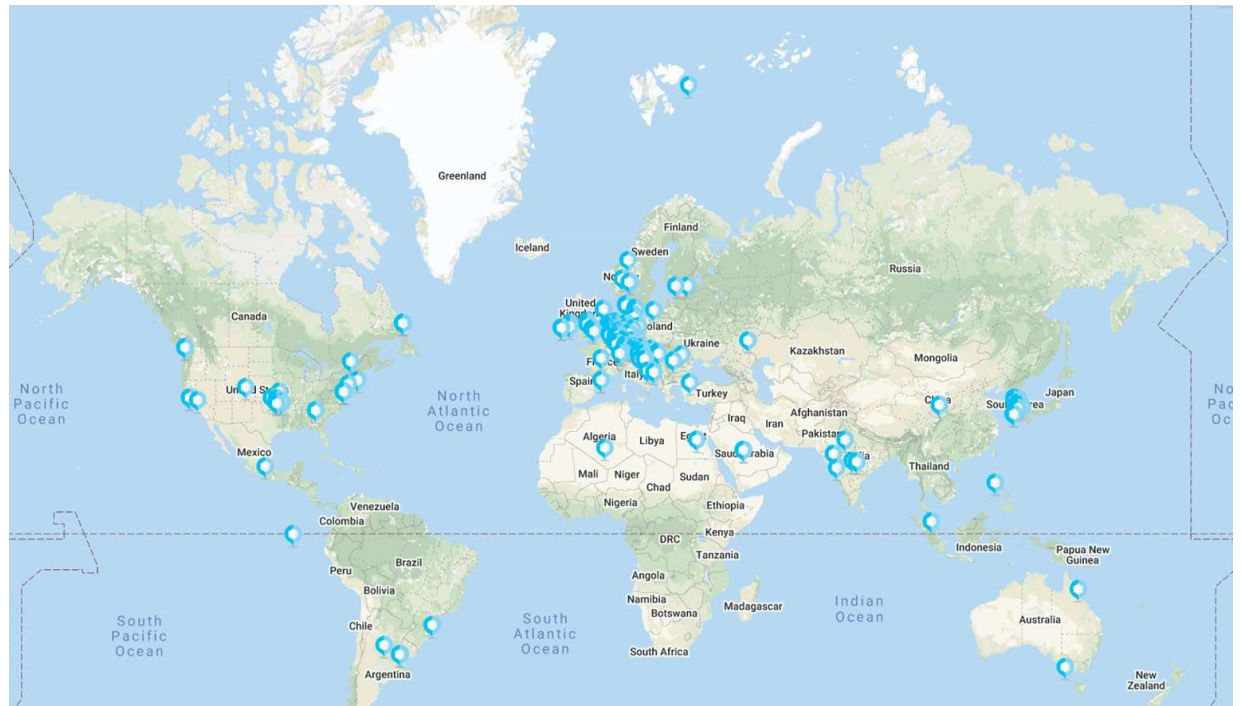 Greenland
Iceland
Finland
Sweden
Russia
Canada
United
Kingdom
Poland
Ukraine
Kazakhstan
Mongolia
North
Pacific
Ocean
North
Atlantic
Ocean
Spain
Italy
Turkey
Japan
Iraq
Iran
Afghanistan
Pakistan
Mexico
Algeria
Libya
Saudi Arabia
Thailand
Mali
Niger
Chad
Sudan
Venezuela
Colombia
Nigeria
Ethiopia
Kenya
DRC
Tanzania
Indonesia
Papua New
Guinea
Peru
Brazil
Bolivia
Angola
Namibia
Botswana
Madagascar
Indian
Ocean
South
Pacific
Ocean
South
Atlantic
Ocean
Chile
Australia
South Africa
Argentina
New
Zealand